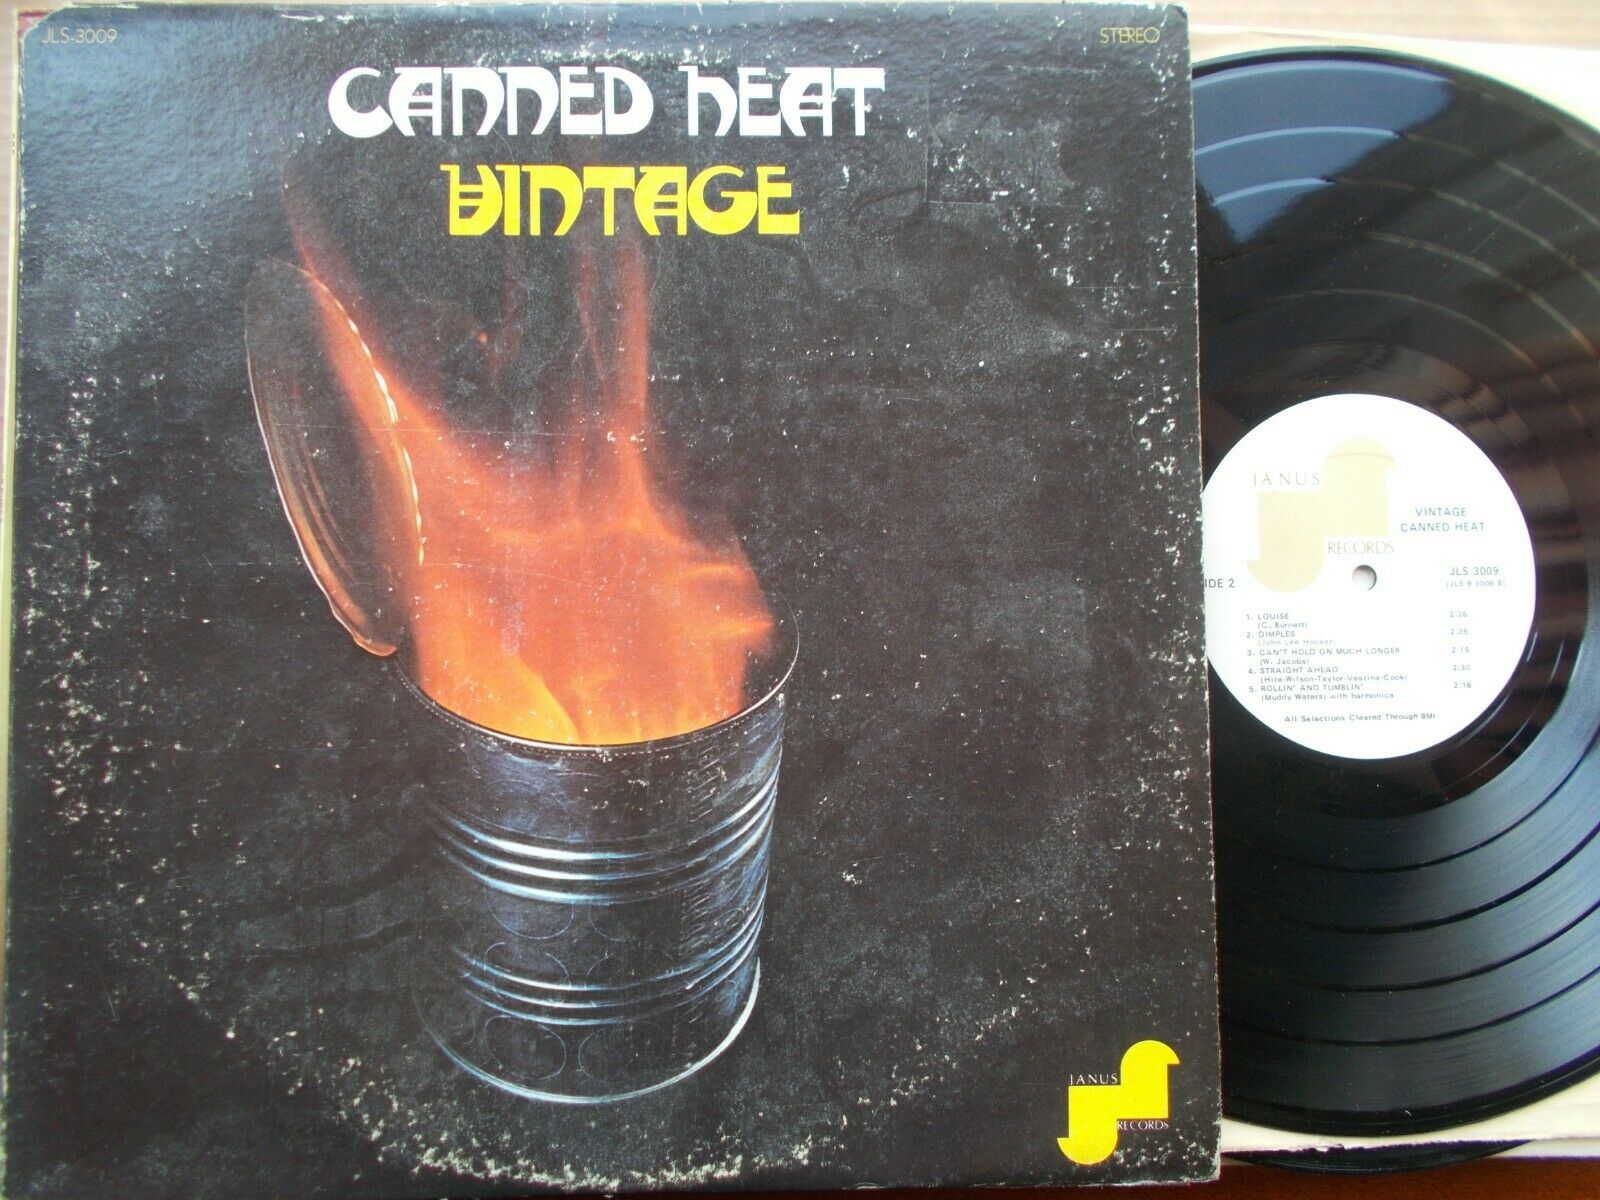 JLS-3009
STEREO
CANNED HEAT
VINTAGE
JANUS
RECORDS
JANUS
RECORDS
VINTAGE
CANNED HEAT
IDE 2
JLS 3009
1. LOUISE 2:36
(C. Burnett)
2. DIMPLES 2:35
(John Lee Hooker)
3. CAN'T HOLD ON MUCH LONGER 2:15
(W. Jacobs)
4. STRAIGHT AHEAD 2:30
(Hite-Wilson-Taylor-Vestine-Cook)
5. ROLLIN' AND TUMBLIN' 2:16
(Muddy Waters) with harmonica
All Selections Cleared Through BMI